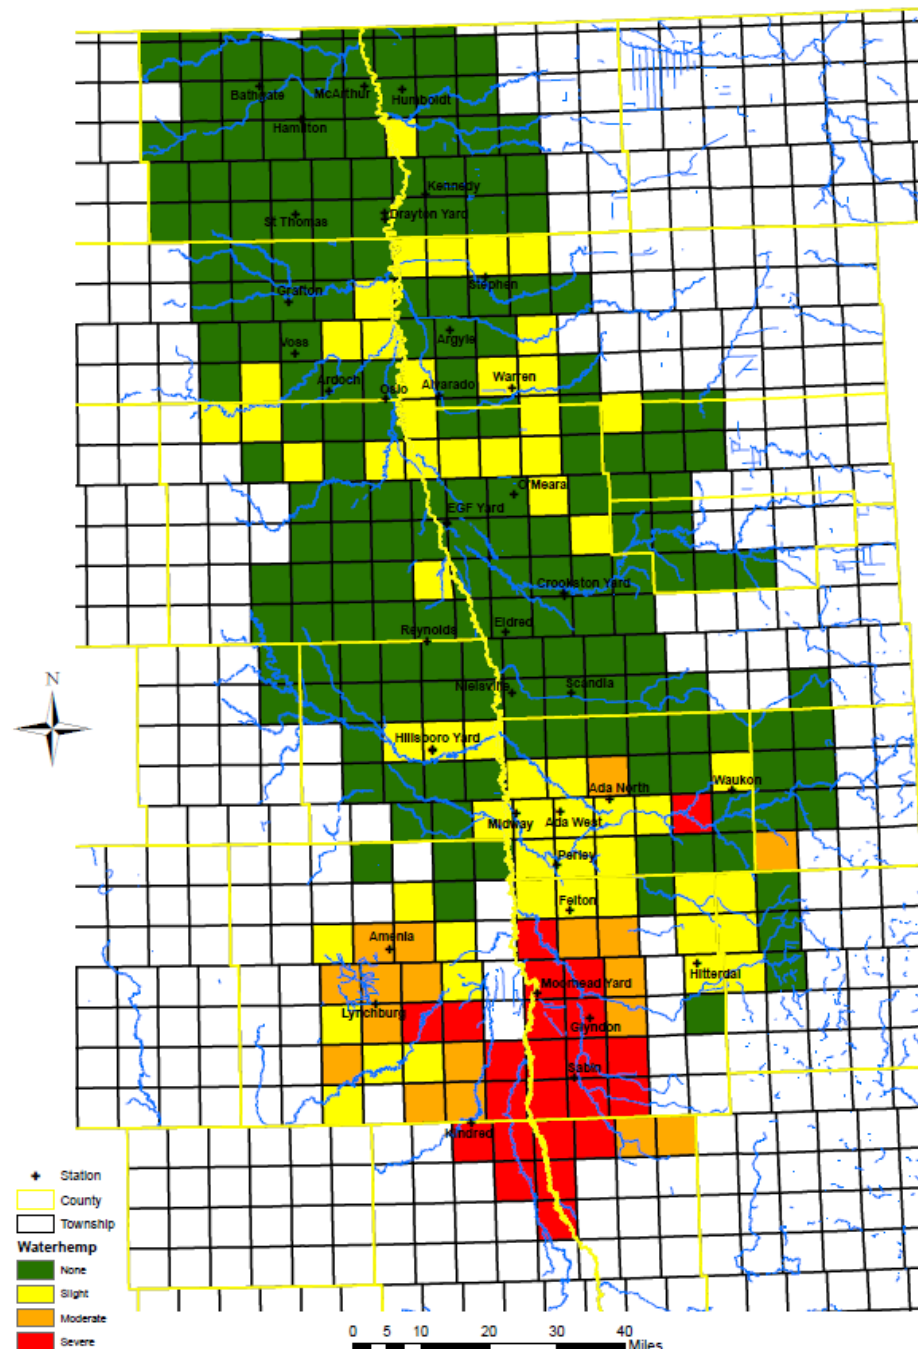 Bathgate
McArthur
Humboldt
Hamilton
Kennedy
St Thomas
Drayton Yard
Stephen
Grafton
Argyle
Voss
Ardoch
Oslo
Alvarado
Warren
O'Meara
EGF Yard
Crookston Yard
Eldred
Reynolds
Nielsville
Scandia
N
Hillsboro Yard
Ada North
Waukon
Midway
Ada West
Perley
Felton
Amenia
Hitterdal
Moorhead Yard
Lynchburg
Glyndon
Sabin
Kindred
Station
County
Township
Waterhemp
None
Slight
Moderate
Severe
0 5 10 20 30 40
Miles